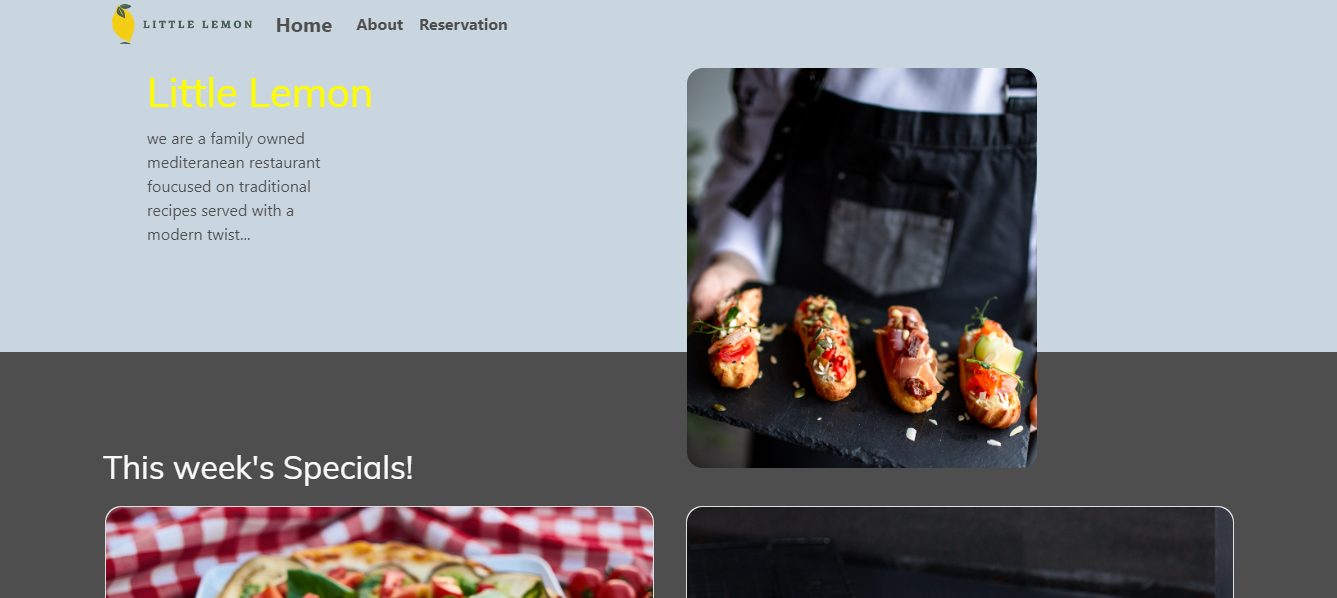 LITTLE LEMON Home About Reservation
Little Lemon
we are a family owned
mediteranean restaurant
foucused on traditional
recipes served with a
modern twist...
This week's Specials!